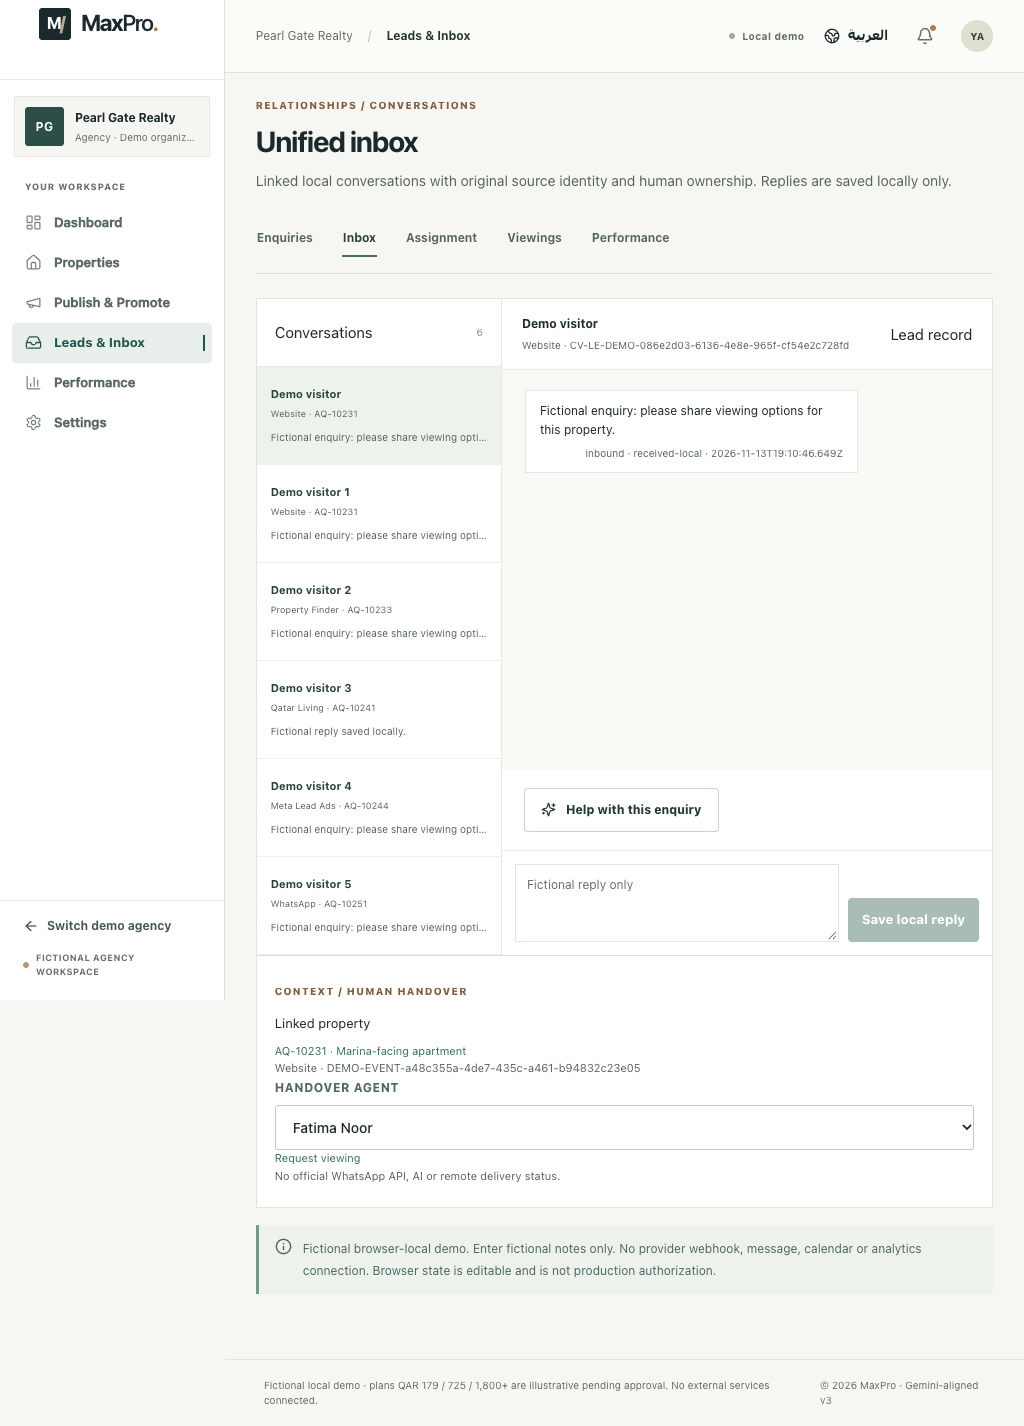 M/ MaxPro.
PG
Pearl Gate Realty
Agency · Demo organiz...
YOUR WORKSPACE
Dashboard
Properties
Publish & Promote
Leads & Inbox
Performance
Settings
Switch demo agency
FICTIONAL AGENCY
WORKSPACE
Pearl Gate Realty / Leads & Inbox
Local demo
العربية
YA
RELATIONSHIPS / CONVERSATIONS
Unified inbox
Linked local conversations with original source identity and human ownership. Replies are saved locally only.
Enquiries Inbox Assignment Viewings Performance
Conversations 6
Demo visitor
Website · AQ-10231
Fictional enquiry: please share viewing opti...
Demo visitor 1
Website · AQ-10231
Fictional enquiry: please share viewing opti...
Demo visitor 2
Property Finder · AQ-10233
Fictional enquiry: please share viewing opti...
Demo visitor 3
Qatar Living · AQ-10241
Fictional reply saved locally.
Demo visitor 4
Meta Lead Ads · AQ-10244
Fictional enquiry: please share viewing opti...
Demo visitor 5
WhatsApp · AQ-10251
Fictional enquiry: please share viewing opti...
Demo visitor
Website · CV-LE-DEMO-086e2d03-6136-4e8e-965f-cf54e2c728fd
Lead record
Fictional enquiry: please share viewing options for
this property.
inbound · received-local · 2026-11-13T19:10:46.649Z
Help with this enquiry
Fictional reply only
Save local reply
CONTEXT / HUMAN HANDOVER
Linked property
AQ-10231 · Marina-facing apartment
Website · DEMO-EVENT-a48c355a-4de7-435c-a461-b94832c23e05
HANDOVER AGENT
Fatima Noor
Request viewing
No official WhatsApp API, AI or remote delivery status.
Fictional browser-local demo. Enter fictional notes only. No provider webhook, message, calendar or analytics
connection. Browser state is editable and is not production authorization.
Fictional local demo · plans QAR 179 / 725 / 1,800+ are illustrative pending approval. No external services
connected.
© 2026 MaxPro · Gemini-aligned
v3